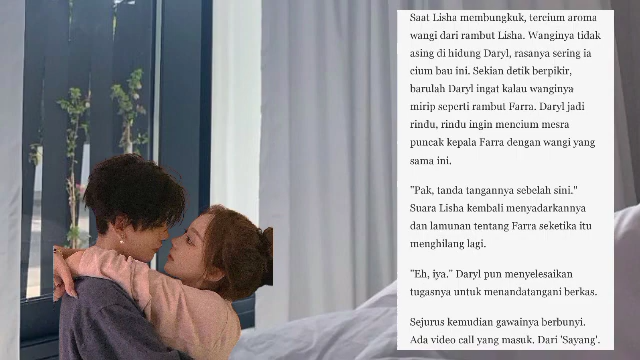 Saat Lisha membungkuk, tercium aroma
wangi dari rambut Lisha. Wanginya tidak
asing di hidung Daryl, rasanya sering ia
cium bau ini. Sekian detik berpikir,
barulah Daryl ingat kalau wanginya
mirip seperti rambut Farra. Daryl jadi
rindu, rindu ingin mencium mesra
puncak kepala Farra dengan wangi yang
sama ini.
"Pak, tanda tangannya sebelah sini."
Suara Lisha kembali menyadarkannya
dan lamunan tentang Farra seketika itu
menghilang lagi.
"Eh, iya." Daryl pun menyelesaikan
tugasnya untuk menandatangani berkas.
Sejurus kemudian gawainya berbunyi.
Ada video call yang masuk. Dari 'Sayang'.